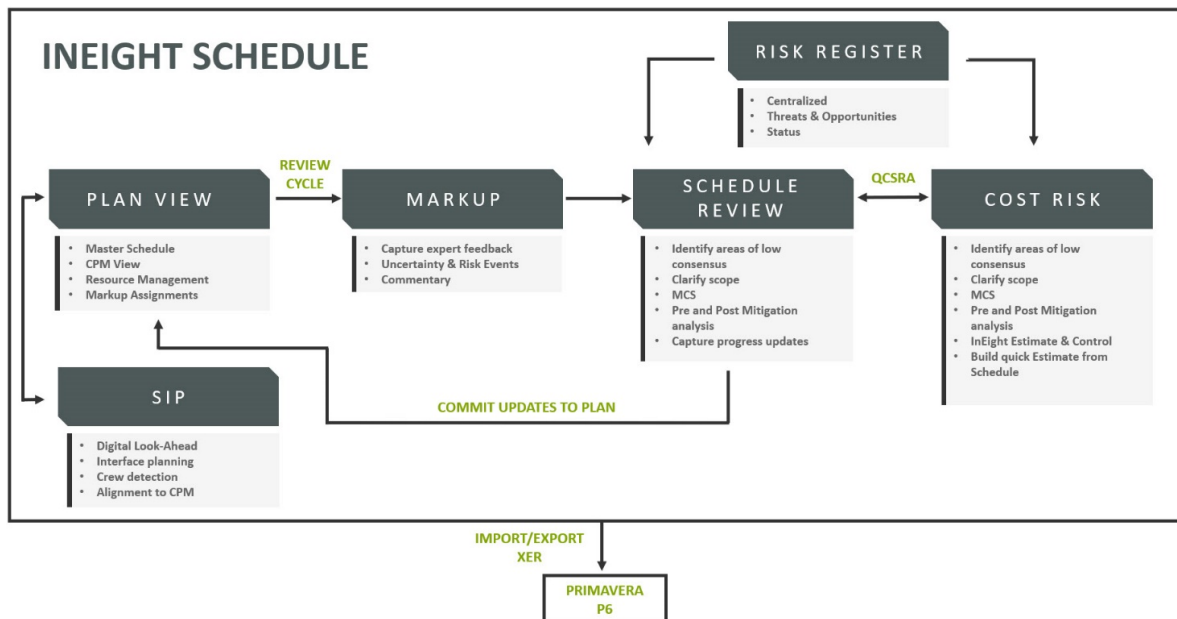 INEIGHT SCHEDULE
RISK REGISTER
• Centralized
• Threats & Opportunities
• Status
PLAN VIEW
• Master Schedule
• CPM View
• Resource Management
• Markup Assignments
REVIEW
CYCLE
MARKUP
• Capture expert feedback
• Uncertainty & Risk Events
• Commentary
SCHEDULE
REVIEW
• Identify areas of low
consensus
• Clarify scope
• MCS
• Pre and Post Mitigation
analysis
• Capture progress updates
QCSRA
COST RISK
• Identify areas of low
consensus
• Clarify scope
• MCS
• Pre and Post Mitigation
analysis
• InEight Estimate & Control
• Build quick Estimate from
Schedule
SIP
• Digital Look-Ahead
• Interface planning
• Crew detection
• Alignment to CPM
COMMIT UPDATES TO PLAN
IMPORT/EXPORT
XER
PRIMAVERA
P6